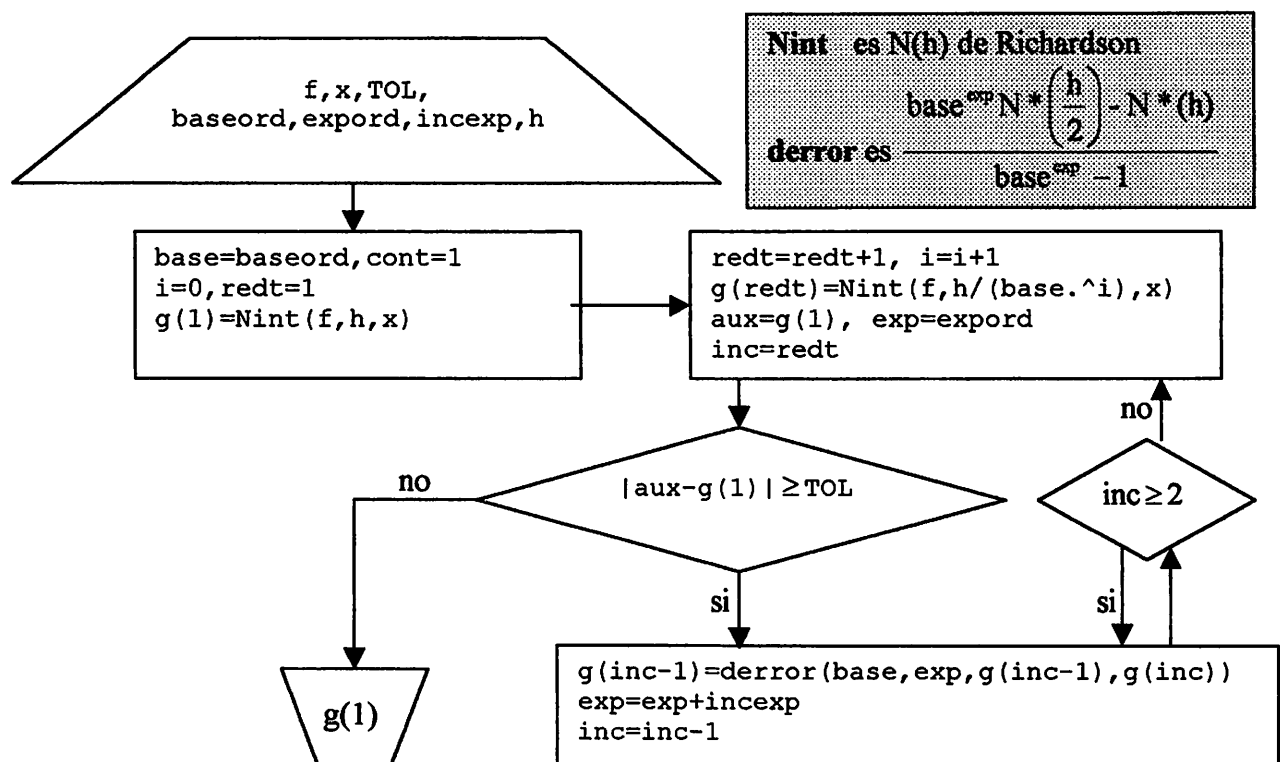 f,x,TOL,
baseord,expord,incexp,h
Nint es N(h) de Richardson
derror es
base^exp N*(h/2) - N*(h)
base^exp - 1
base=baseord,cont=1
i=0,redt=1
g(1)=Nint(f,h,x)
redt=redt+1, i=i+1
g(redt)=Nint(f,h/(base.^i),x)
aux=g(1), exp=expord
inc=redt
no
|aux-g(1)|≥TOL
no
inc≥2
si
si
g(1)
g(inc-1)=derror(base,exp,g(inc-1),g(inc))
exp=exp+incexp
inc=inc-1